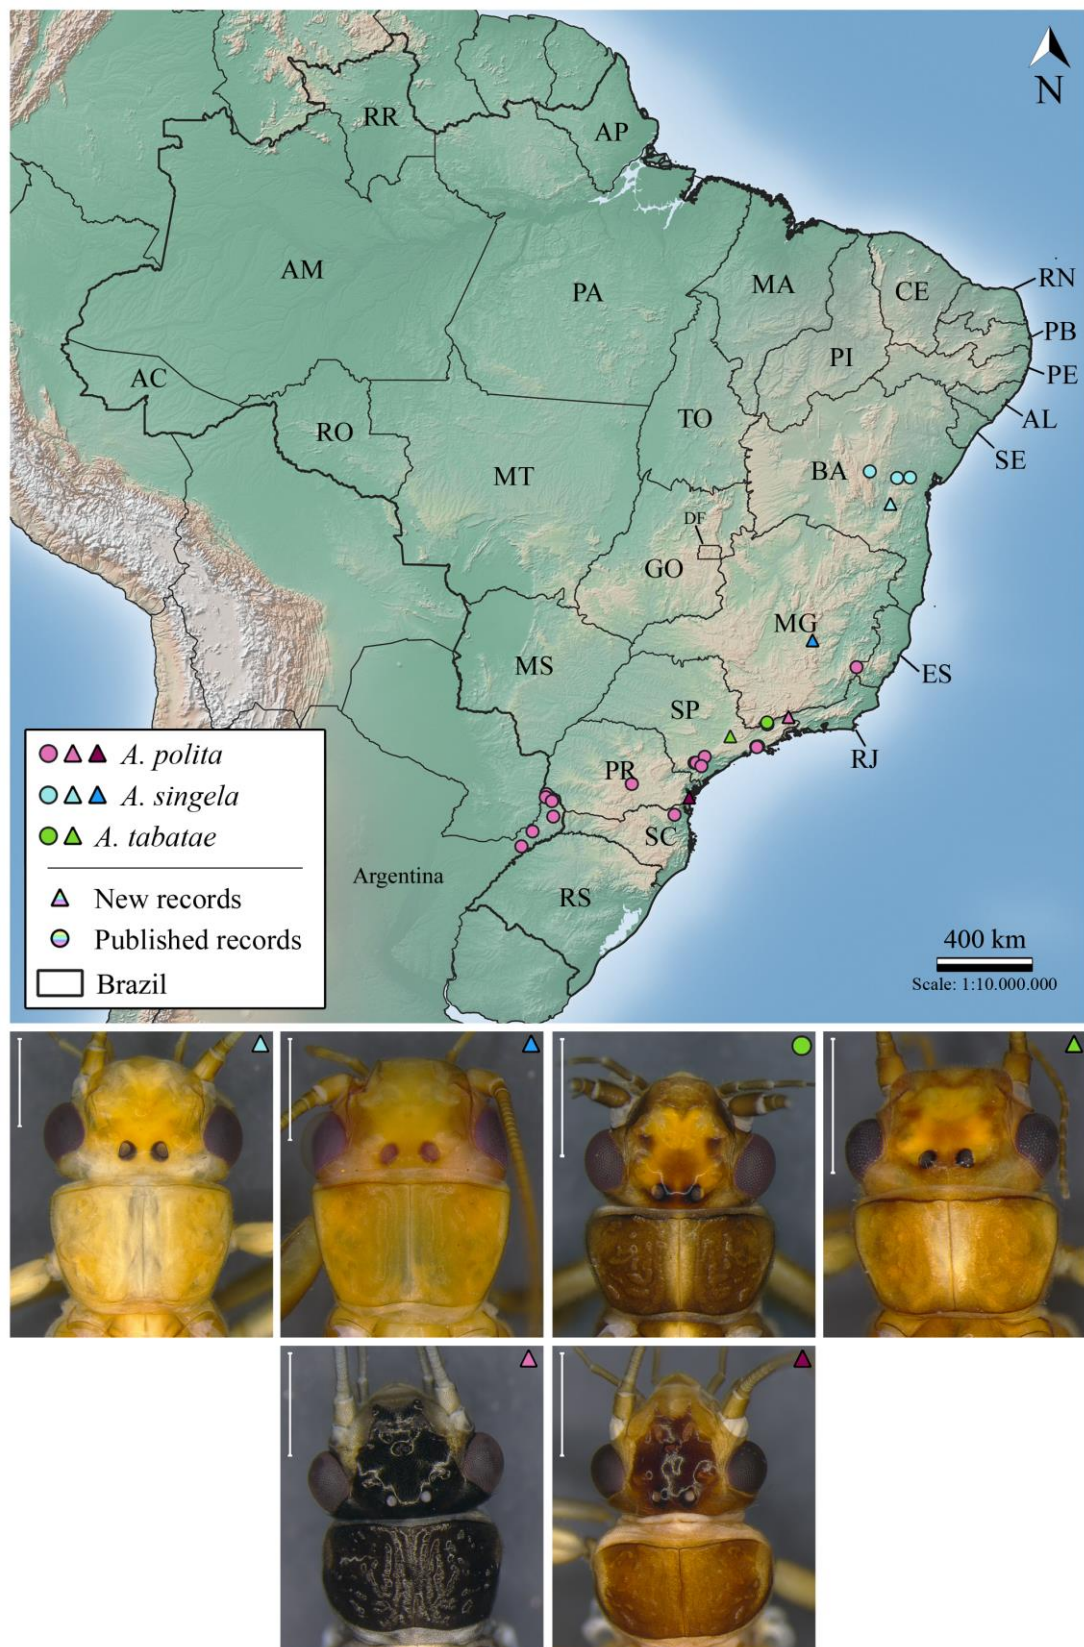 N
RR
AP
AM
PA
MA
CE
RN
PB
PE
AL
SE
PI
AC
RO
TO
BA
MT
DF
GO
MG
ES
MS
SP
RJ
PR
SC
RS
Argentina
A. polita
A. singela
A. tabatae
New records
Published records
Brazil
400 km
Scale: 1:10.000.000